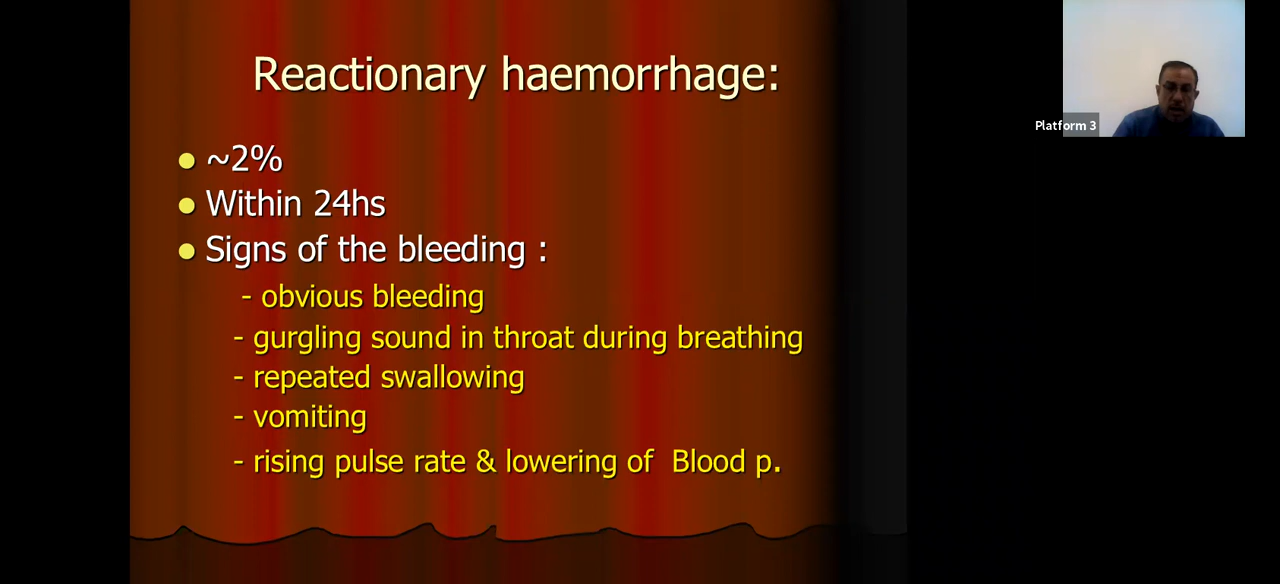 Reactionary haemorrhage:
~2%
Within 24hs
Signs of the bleeding :
- obvious bleeding
- gurgling sound in throat during breathing
- repeated swallowing
- vomiting
- rising pulse rate & lowering of Blood p.
Platform 3